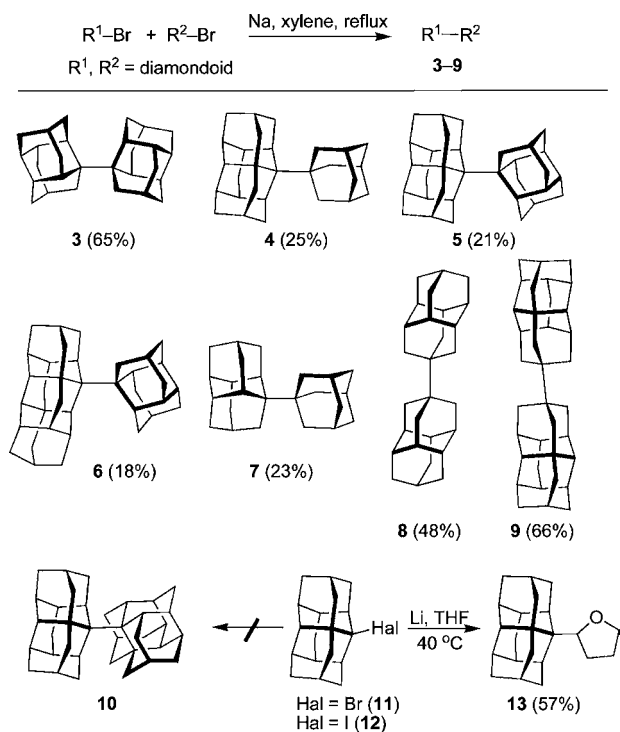 Na, xylene, reflux
R¹–Br + R²–Br
R¹–R²
R¹, R² = diamondoid
3–9
3 (65%)
4 (25%)
5 (21%)
6 (18%)
7 (23%)
8 (48%)
9 (66%)
Hal
Li, THF
40 °C
O
10
Hal = Br (11)
Hal = I (12)
13 (57%)